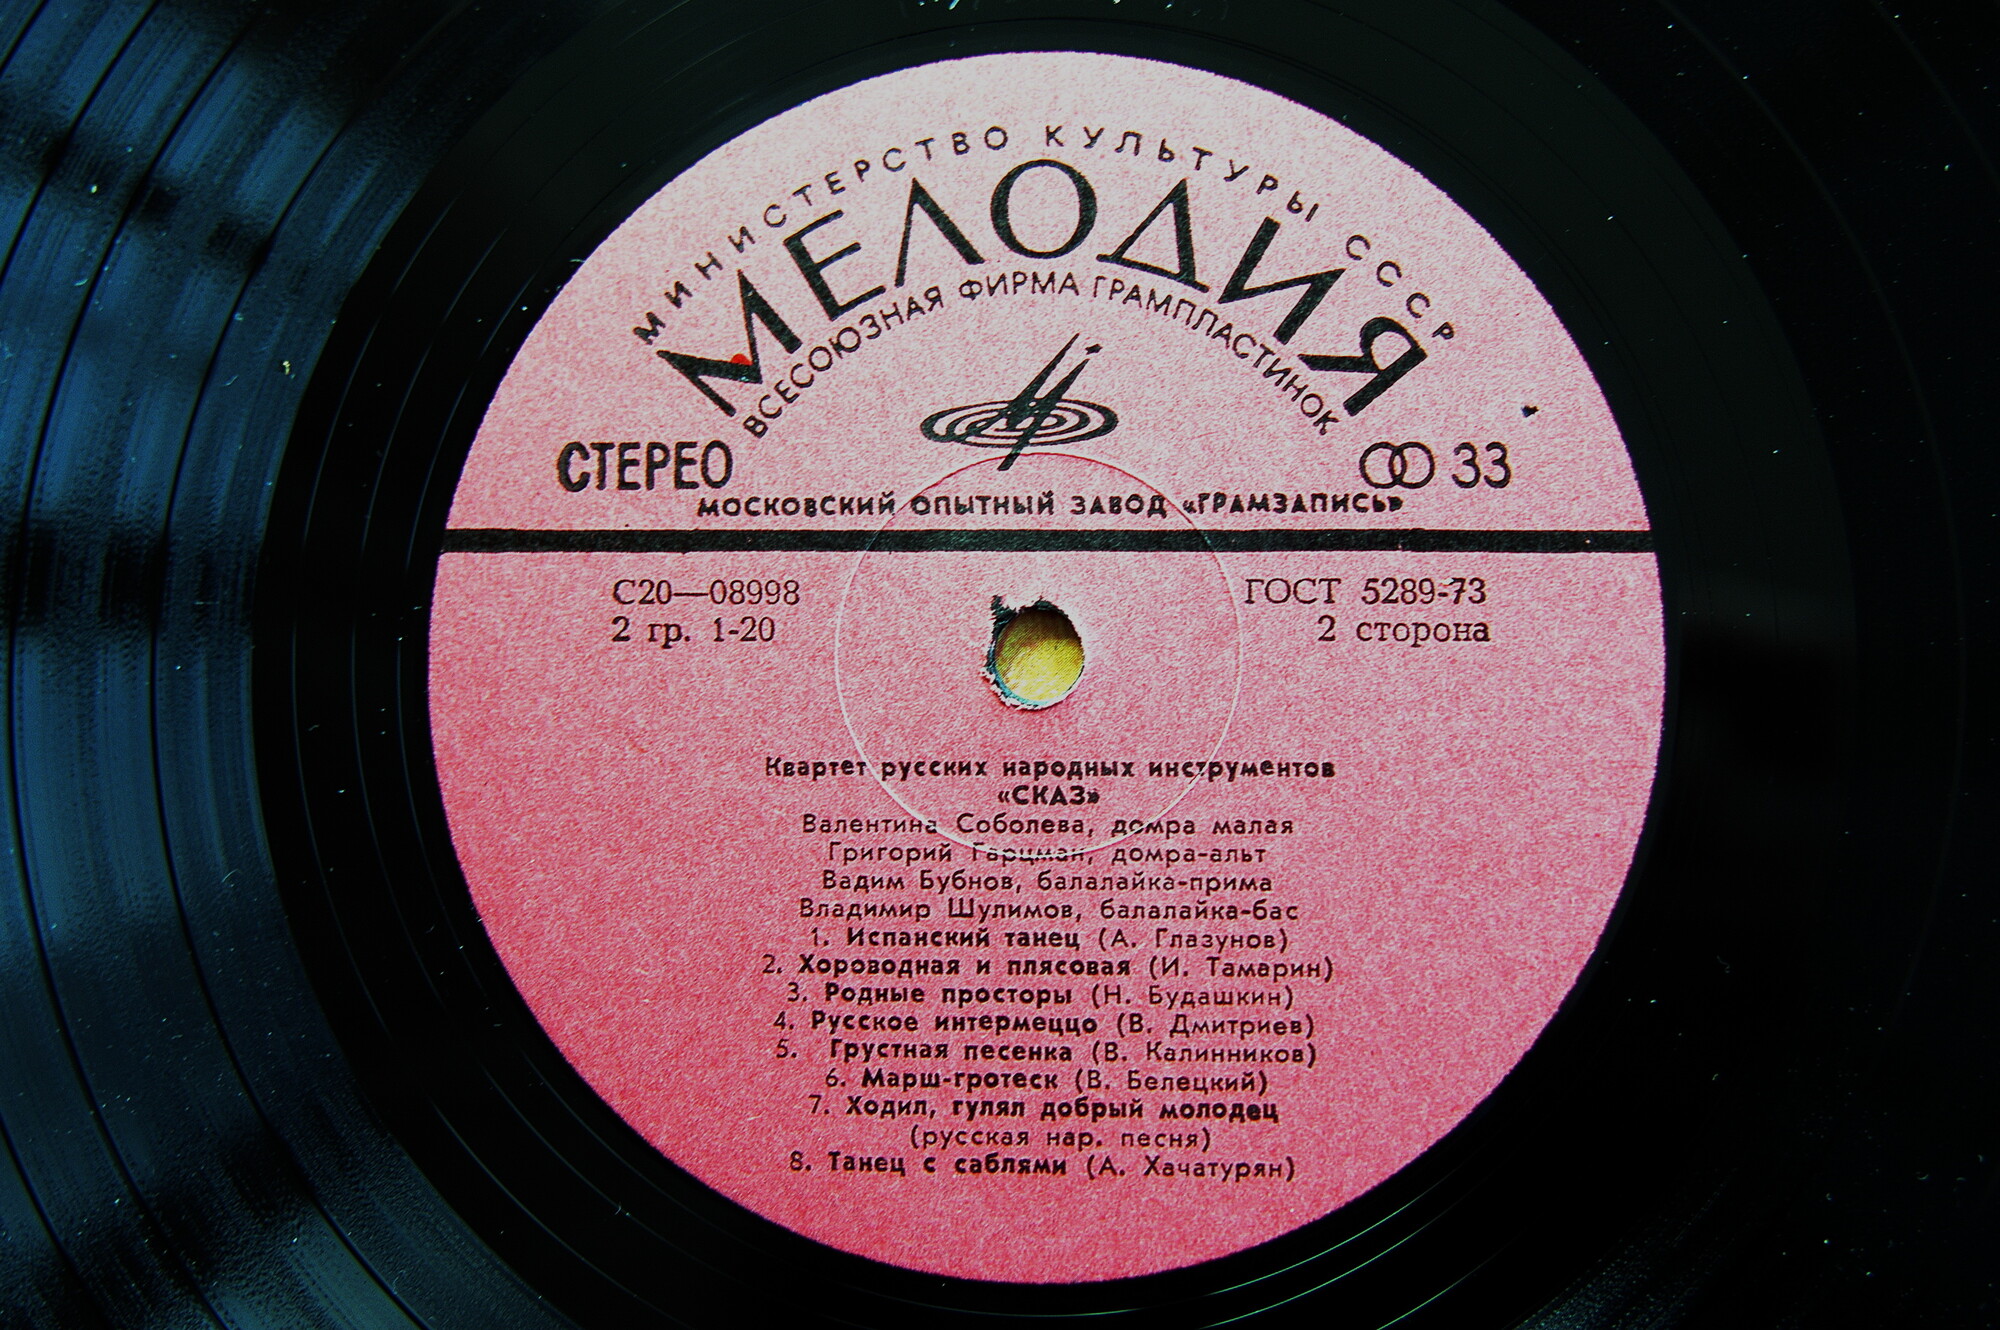 МИНИСТЕРСТВО КУЛЬТУРЫ СССР
МЕЛОДИЯ
ВСЕСОЮЗНАЯ ФИРМА ГРАМПЛАСТИНОК
СТЕРЕО
33
МОСКОВСКИЙ ОПЫТНЫЙ ЗАВОД «ГРАМЗАПИСЬ»
С20—08998
ГОСТ 5289-73
2 гр. 1-20
2 сторона
Квартет русских народных инструментов
«СКАЗ»
Валентина Соболева, домра малая
Григорий Гарцман, домра-альт
Вадим Бубнов, балалайка-прима
Владимир Шулимов, балалайка-бас
1. Испанский танец (А. Глазунов)
2. Хороводная и плясовая (И. Тамарин)
3. Родные просторы (Н. Будашкин)
4. Русское интермеццо (В. Дмитриев)
5. Грустная песенка (В. Калинников)
6. Марш-гротеск (В. Белецкий)
7. Ходил, гулял добрый молодец
(русская нар. песня)
8. Танец с саблями (А. Хачатурян)